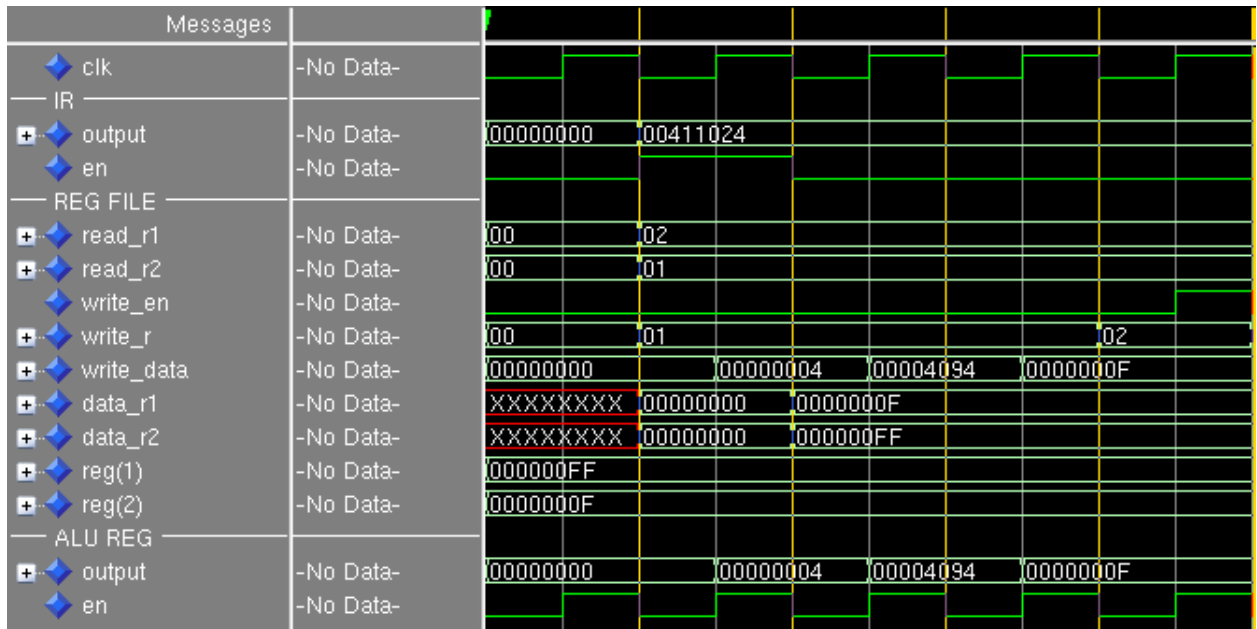 Messages
clk -No Data-
IR
output -No Data- 00000000 00411024
en -No Data-
REG FILE
read_r1 -No Data- 00 02
read_r2 -No Data- 00 01
write_en -No Data-
write_r -No Data- 00 01 02
write_data -No Data- 00000000 00000004 00004094 0000000F
data_r1 -No Data- XXXXXXXX 00000000 0000000F
data_r2 -No Data- XXXXXXXX 00000000 000000FF
reg(1) -No Data- 000000FF
reg(2) -No Data- 0000000F
ALU REG
output -No Data- 00000000 00000004 00004094 0000000F
en -No Data-